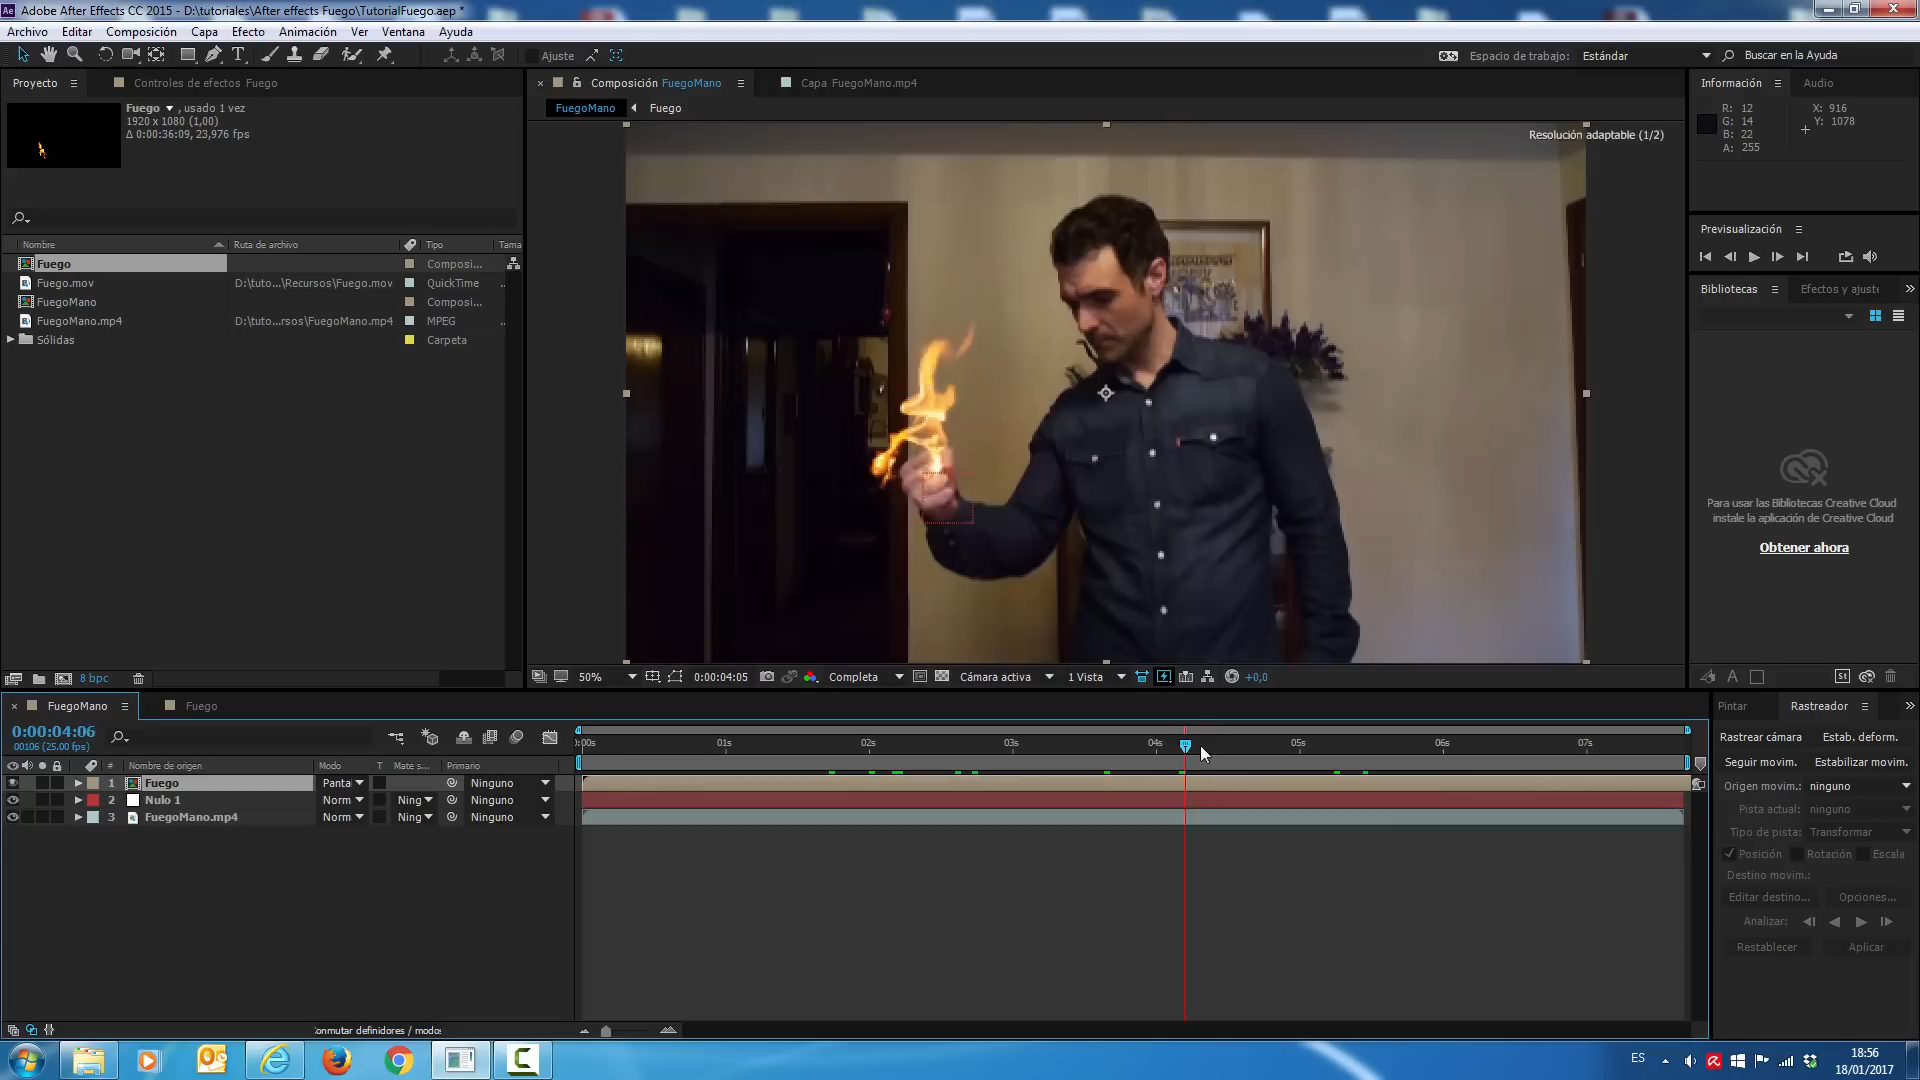 Adobe After Effects CC 2015 - D:\tutoriales\After effects Fuego\TutorialFuego.aep *
Archivo Editar Composición Capa Efecto Animación Ver Ventana Ayuda
Ajuste
Espacio de trabajo: Estándar
Buscar en la Ayuda
Proyecto
Controles de efectos Fuego
Composición FuegoMano
Capa FuegoMano.mp4
Información
Audio
Fuego , usado 1 vez
1920 x 1080 (1,00)
Δ 0:00:36:09, 23,976 fps
FuegoMano Fuego
Resolución adaptable (1/2)
R: 12
G: 14
B: 22
A: 255
X: 916
Y: 1078
Previsualización
Nombre Ruta de archivo Tipo Tama
Fuego Composi...
Fuego.mov D:\tuto...\Recursos\Fuego.mov QuickTime
FuegoMano Composi...
FuegoMano.mp4 D:\tuto...rsos\FuegoMano.mp4 MPEG
Sólidas Carpeta
Bibliotecas
Efectos y ajuste
Para usar las Bibliotecas Creative Cloud
instale la aplicación de Creative Cloud
Obtener ahora
8 bpc
50%
0:00:04:05
Completa
Cámara activa
1 Vista
+0,0
St
FuegoMano
Fuego
Pintar
Rastreador
0:00:04:06
00106 (25.00 fps)
):00s 01s 02s 03s 04s 05s 06s 07s
# Nombre de origen Modo T Mate s... Primario
1 Fuego Panta Ninguno
2 Nulo 1 Norm Ning Ninguno
3 FuegoMano.mp4 Norm Ning Ninguno
Rastrear cámara Estab. deform.
Seguir movim. Estabilizar movim.
Origen movim.: ninguno
Pista actual: ninguno
Tipo de pista: Transformar
Posición Rotación Escala
Destino movim.:
Editar destino... Opciones...
Analizar:
Restablecer Aplicar
Conmutar definidores / modos
ES
18:56
18/01/2017